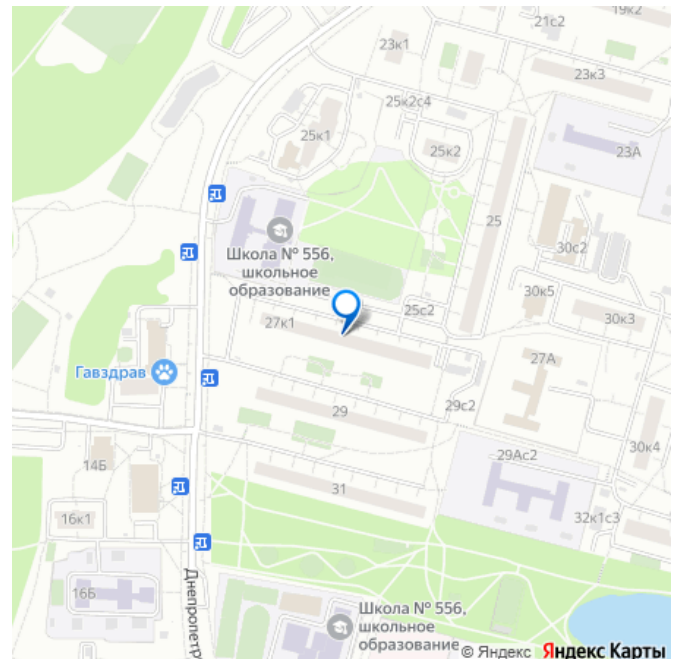 21с2
19к2
23к1
23к3
25к2с4
25к1
25к2
23А
25
Школа № 556,
школьное
образование
30с2
30к5
25с2
30к3
27к1
27А
Гавздрав
29с2
29
30к4
14Б
29Ас2
31
16к1
32к1с3
16Б
Днепропетр
Школа № 556,
школьное
образование
© Яндекс Яндекс Карты